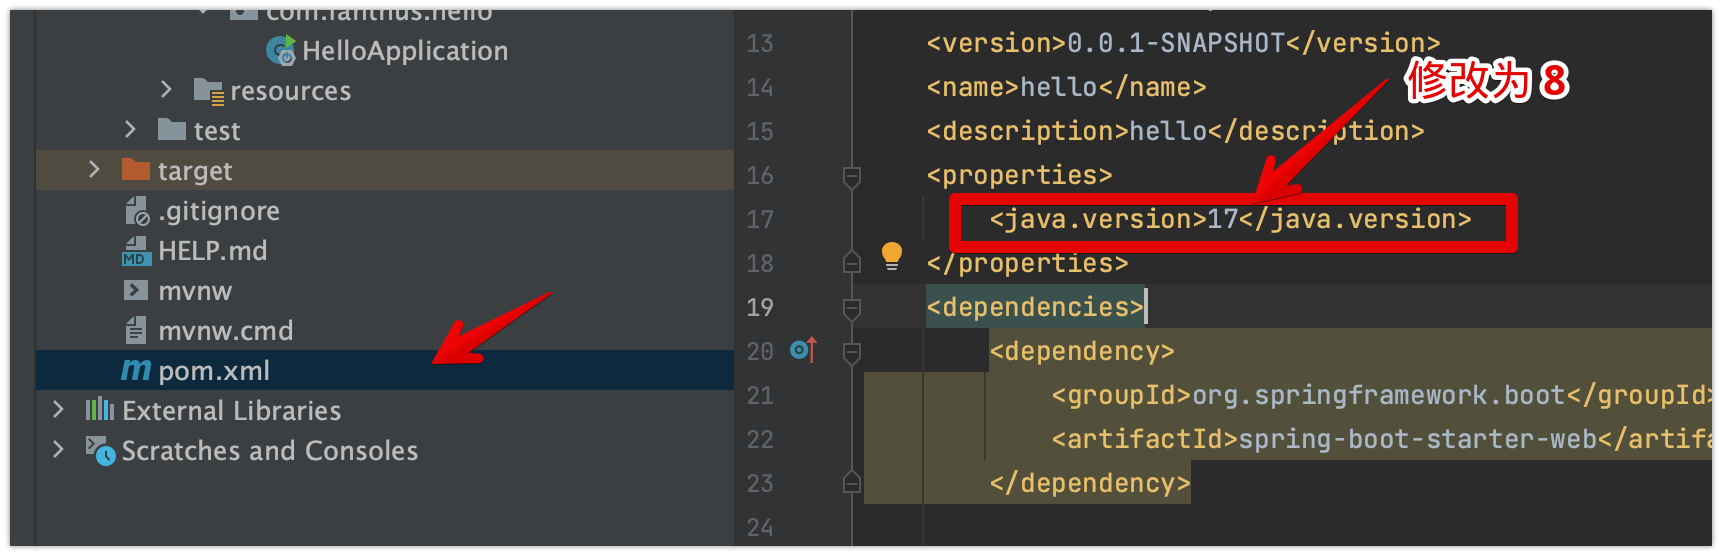 com.fanthus.hello
HelloApplication
resources
test
target
.gitignore
HELP.md
mvnw
mvnw.cmd
pom.xml
External Libraries
Scratches and Consoles
13 <version>0.0.1-SNAPSHOT</version>
14 <name>hello</name>
15 <description>hello</description>
16 <properties>
17 <java.version>17</java.version>
18 </properties>
19 <dependencies>
20 <dependency>
21 <groupId>org.springframework.boot</groupId>
22 <artifactId>spring-boot-starter-web</artifa
23 </dependency>
24
修改为 8